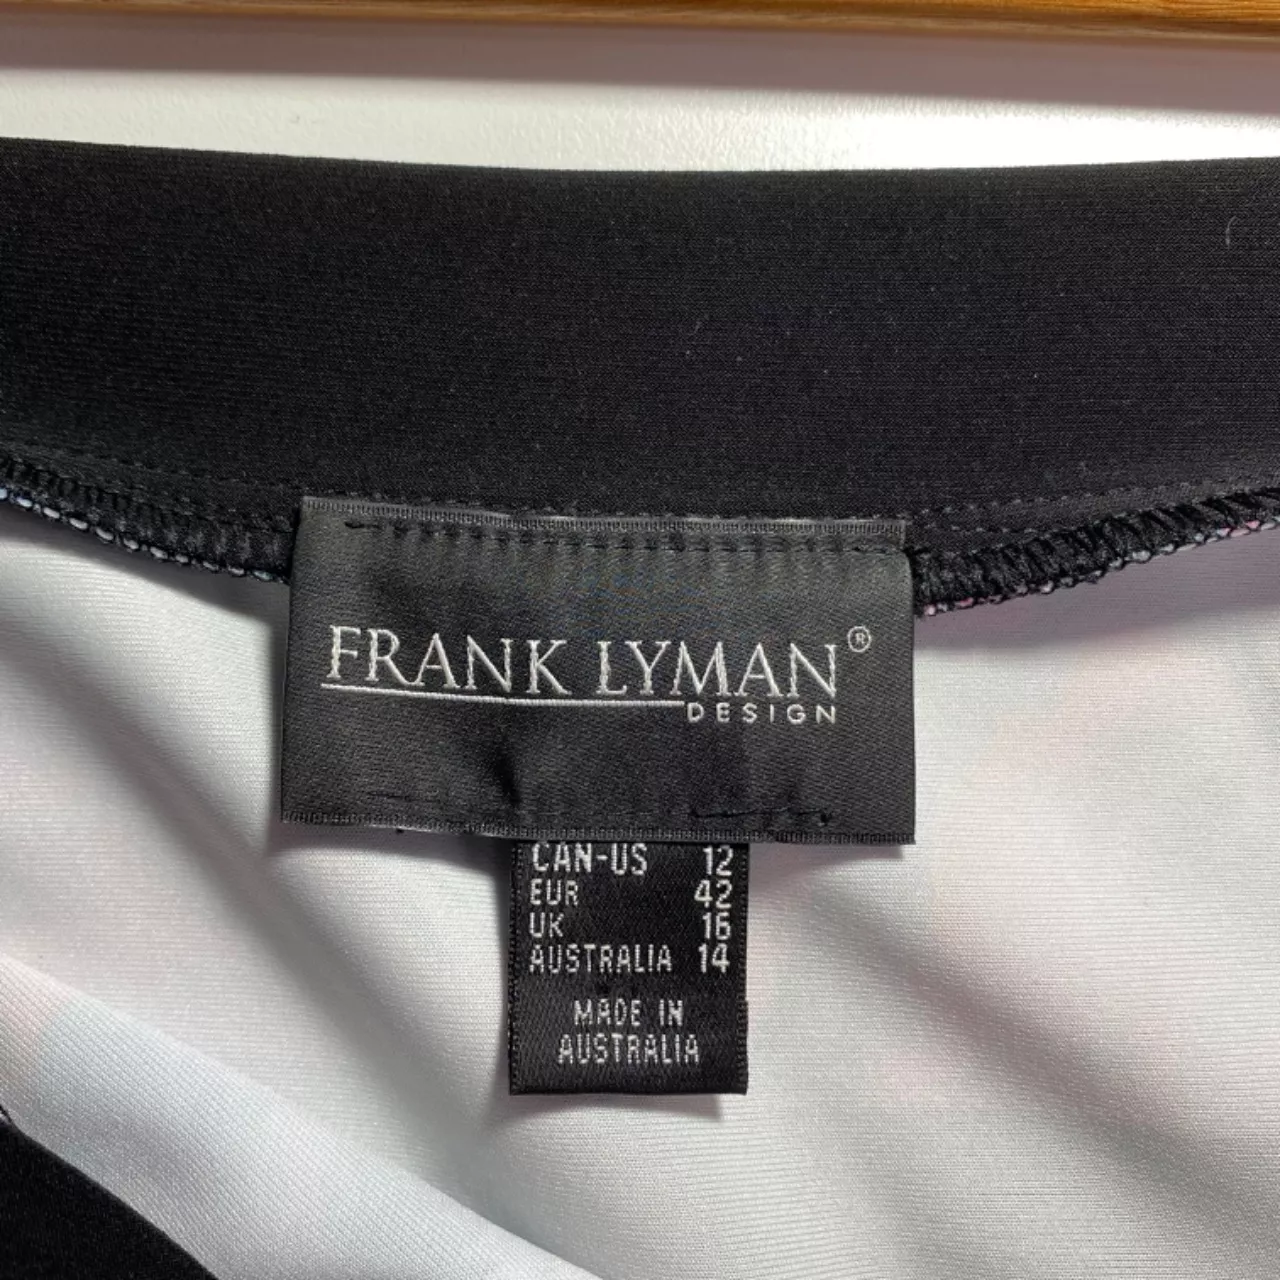 FRANK LYMAN®
DESIGN
CAN-US 12
EUR 42
UK 16
AUSTRALIA 14
MADE IN
AUSTRALIA